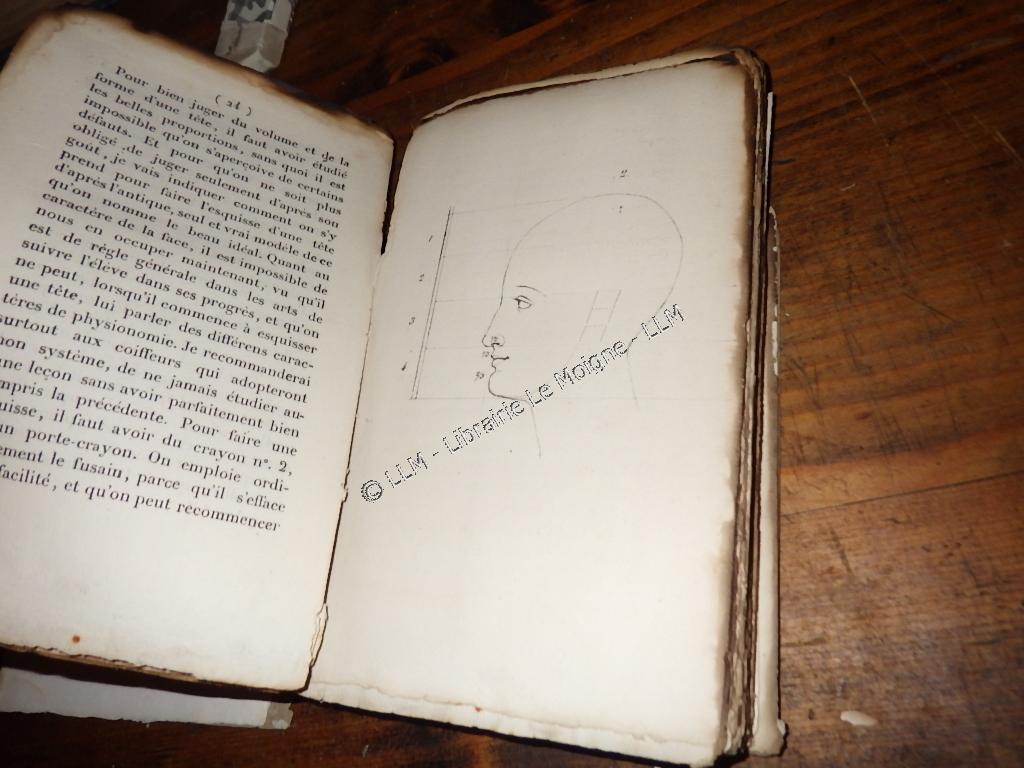 ( 21 )
Pour bien juger du volume et de la
forme d'une tête, il faut avoir étudié
les belles proportions, sans quoi il est
impossible qu'on s'aperçoive de certains
défauts. Et pour qu'on ne soit plus
obligé de juger seulement d'après son
goût, je vais indiquer comment on s'y
prend pour faire l'esquisse d'une tête
d'après l'antique, seul et vrai modèle de ce
qu'on nomme le beau idéal. Quant au
caractère de la face, il est impossible de
nous en occuper maintenant, vu qu'il
est de règle générale dans les arts de
suivre l'élève dans ses progrès, et qu'on
ne peut, lorsqu'il commence à esquisser
une tête, lui parler des différens carac-
tères de physionomie. Je recommanderai
surtout aux coiffeurs qui adopteront
mon système, de ne jamais étudier au-
une leçon sans avoir parfaitement bien
mpris la précédente. Pour faire une
uisse, il faut avoir du crayon n°. 2,
un porte-crayon. On emploie ordi-
ement le fusain, parce qu'il s'efface
facilité, et qu'on peut recommencer
2
1
2
3
4
© LLM - Librairie Le Moigne - LLM